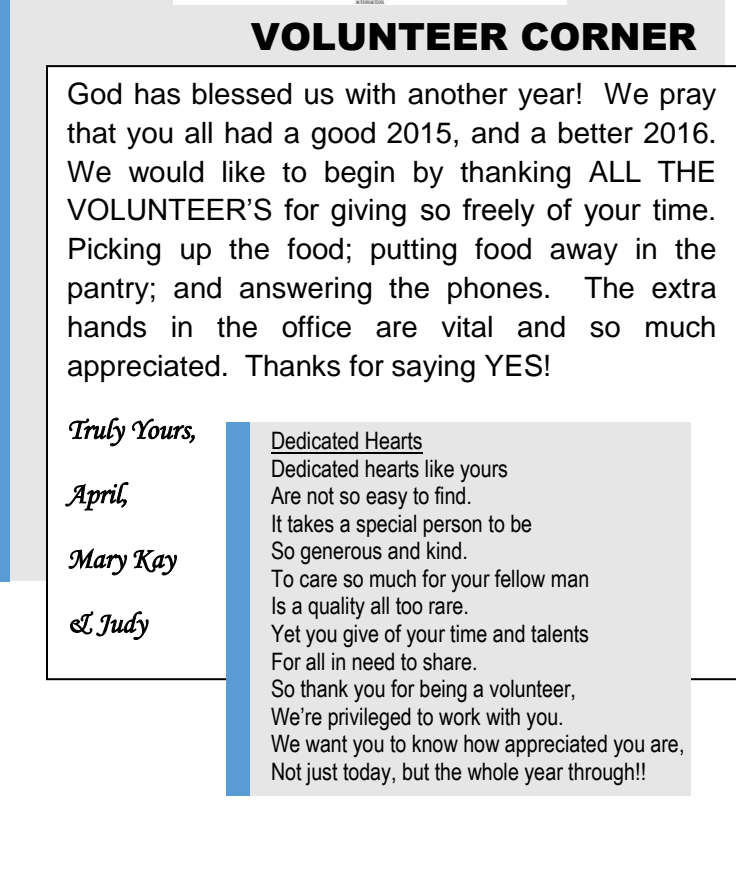 VOLUNTEER CORNER
God has blessed us with another year!  We pray
that you all had a good 2015, and a better 2016.
We would like to begin by thanking ALL THE
VOLUNTEER'S for giving so freely of your time.
Picking up the food; putting food away in the
pantry; and answering the phones.  The extra
hands in the office are vital and so much
appreciated.  Thanks for saying YES!
Truly Yours,
April,
Mary Kay
& Judy
Dedicated Hearts
Dedicated hearts like yours
Are not so easy to find.
It takes a special person to be
So generous and kind.
To care so much for your fellow man
Is a quality all too rare.
Yet you give of your time and talents
For all in need to share.
So thank you for being a volunteer,
We're privileged to work with you.
We want you to know how appreciated you are,
Not just today, but the whole year through!!